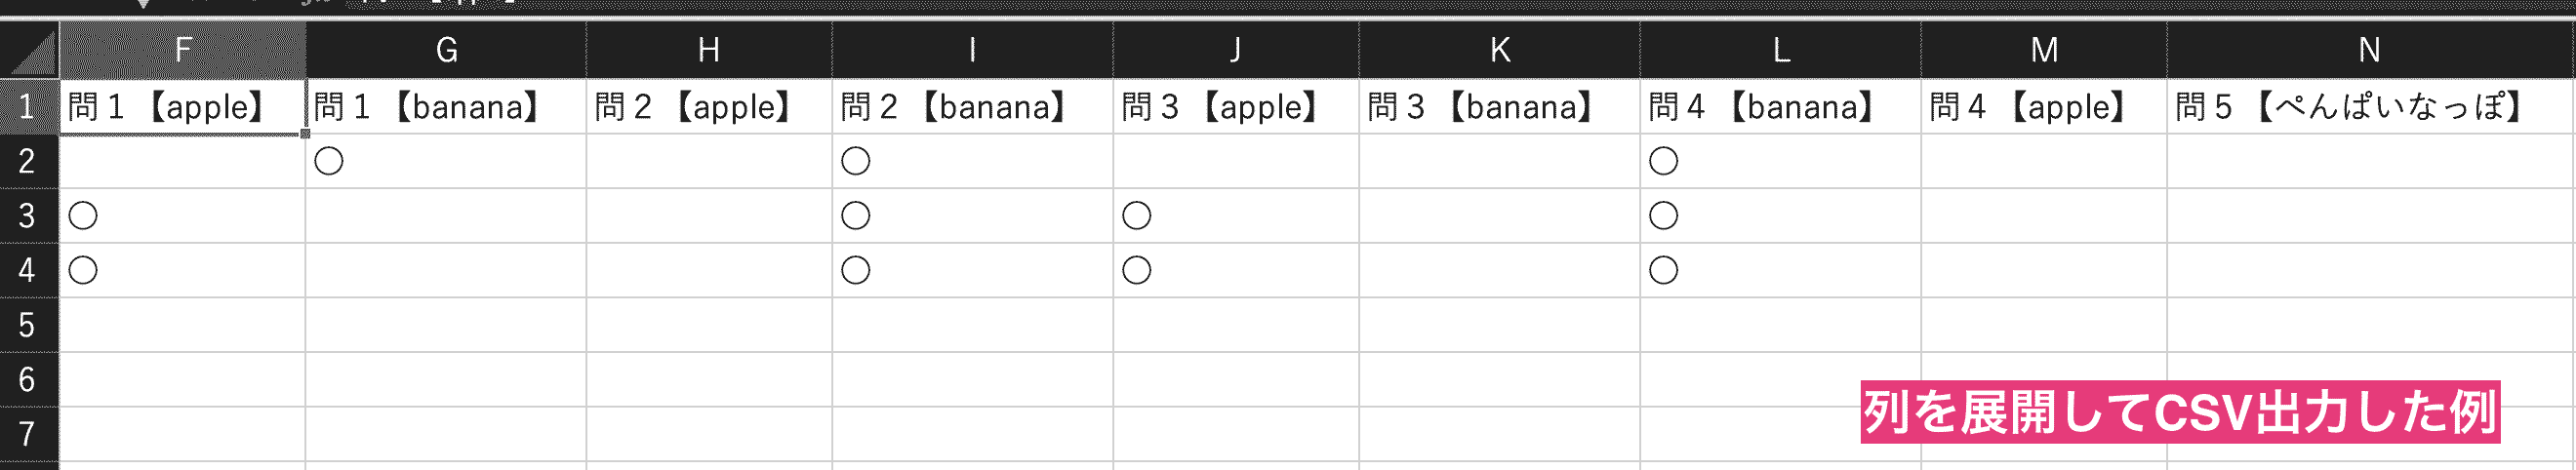 F G H I J K L M N
1 問1【apple】 問1【banana】 問2【apple】 問2【banana】 問3【apple】 問3【banana】 問4【banana】 問4【apple】 問5【ぺんぱいなっぽ】
2 ○ ○ ○
3 ○ ○ ○ ○
4 ○ ○ ○ ○
5
6
7
列を展開してCSV出力した例